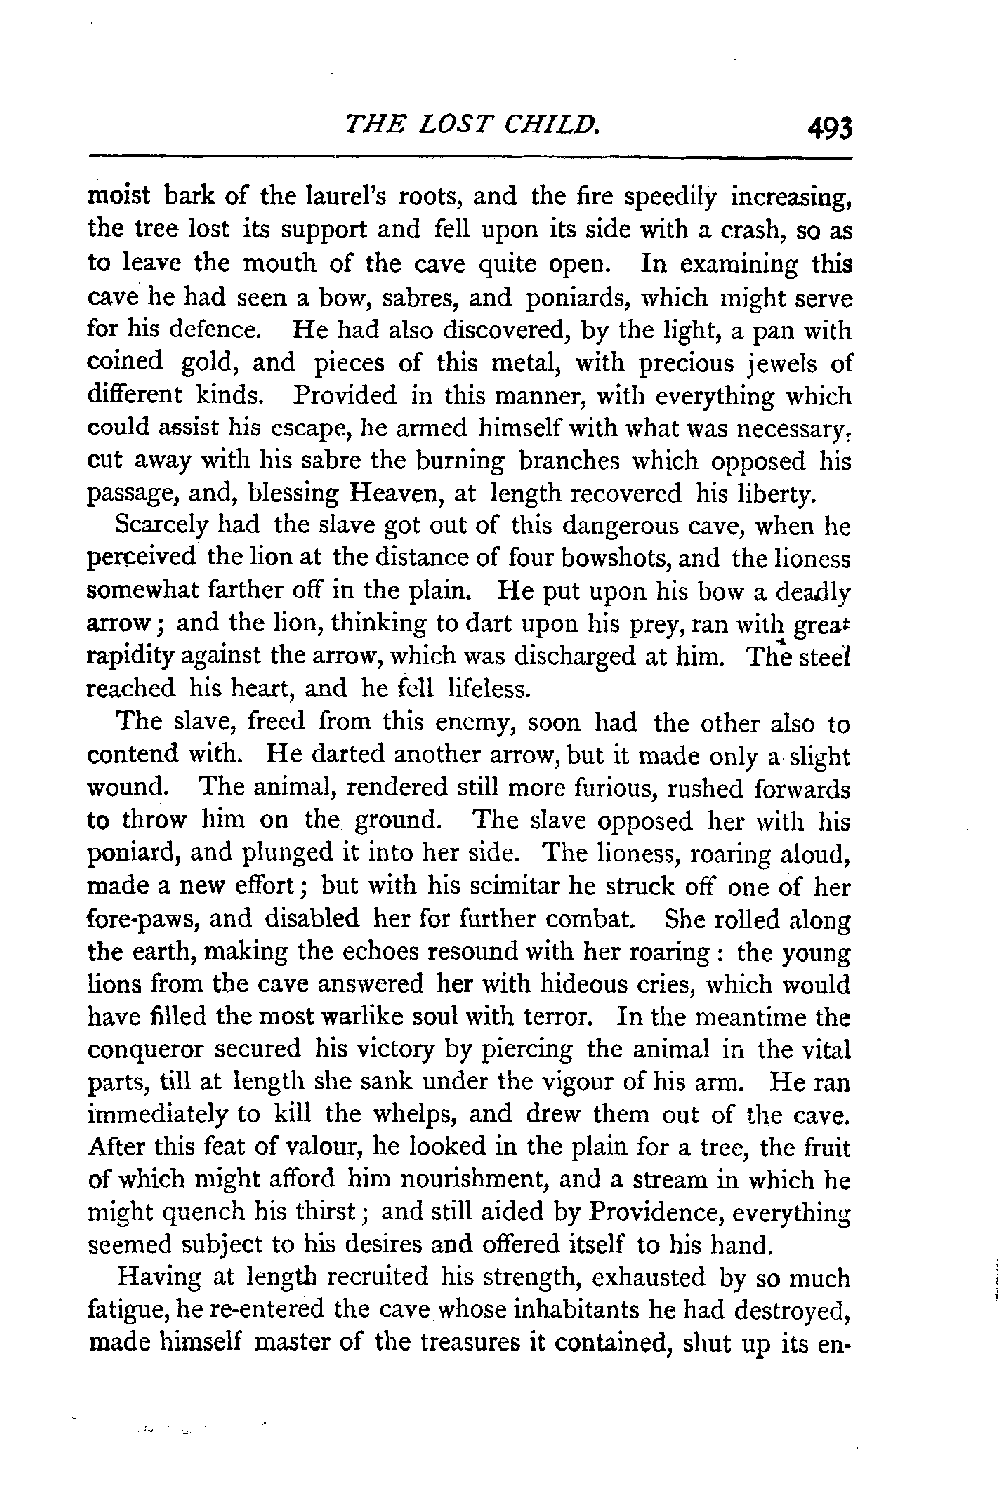 THE LOST CHILD. 493
moist bark of the laurel's roots, and the fire speedily increasing,
the tree lost its support and fell upon its side with a crash, so as
to leave the mouth of the cave quite open. In examining this
cave he had seen a bow, sabres, and poniards, which might serve
for his defence. He had also discovered, by the light, a pan with
coined gold, and pieces of this metal, with precious jewels of
different kinds. Provided in this manner, with everything which
could assist his escape, he armed himself with what was necessary,
cut away with his sabre the burning branches which opposed his
passage, and, blessing Heaven, at length recovered his liberty.
Scarcely had the slave got out of this dangerous cave, when he
perceived the lion at the distance of four bowshots, and the lioness
somewhat farther off in the plain. He put upon his bow a deadly
arrow; and the lion, thinking to dart upon his prey, ran with great
rapidity against the arrow, which was discharged at him. The steel
reached his heart, and he fell lifeless.
The slave, freed from this enemy, soon had the other also to
contend with. He darted another arrow, but it made only a slight
wound. The animal, rendered still more furious, rushed forwards
to throw him on the ground. The slave opposed her with his
poniard, and plunged it into her side. The lioness, roaring aloud,
made a new effort; but with his scimitar he struck off one of her
fore-paws, and disabled her for further combat. She rolled along
the earth, making the echoes resound with her roaring: the young
lions from the cave answered her with hideous cries, which would
have filled the most warlike soul with terror. In the meantime the
conqueror secured his victory by piercing the animal in the vital
parts, till at length she sank under the vigour of his arm. He ran
immediately to kill the whelps, and drew them out of the cave.
After this feat of valour, he looked in the plain for a tree, the fruit
of which might afford him nourishment, and a stream in which he
might quench his thirst; and still aided by Providence, everything
seemed subject to his desires and offered itself to his hand.
Having at length recruited his strength, exhausted by so much
fatigue, he re-entered the cave whose inhabitants he had destroyed,
made himself master of the treasures it contained, shut up its en-